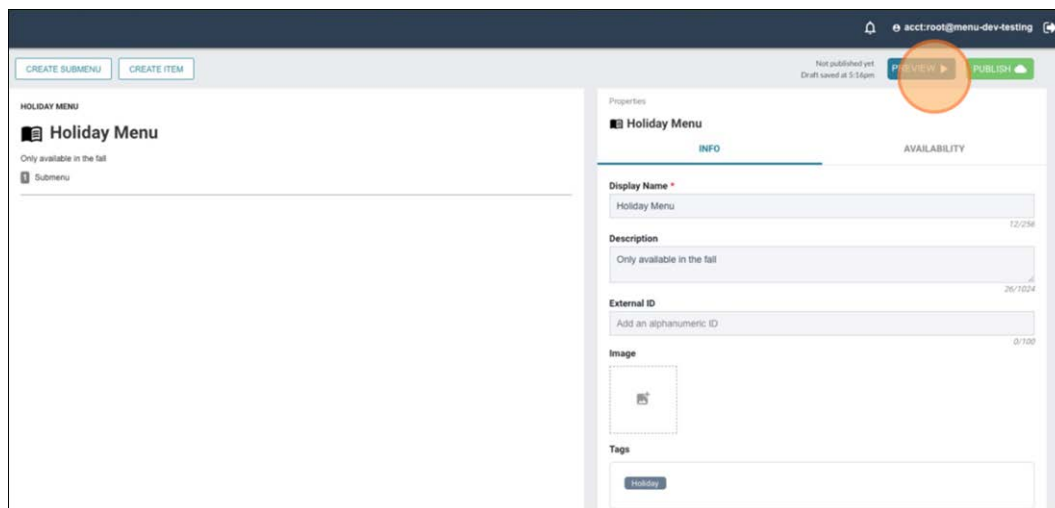 acct:root@menu-dev-testing
CREATE SUBMENU CREATE ITEM
Not published yet
Draft saved at 5:16pm
PREVIEW PUBLISH
HOLIDAY MENU
Holiday Menu
Only available in the fall
1 Submenu
Properties
Holiday Menu
INFO AVAILABILITY
Display Name *
Holiday Menu
12/256
Description
Only available in the fall
26/1024
External ID
Add an alphanumeric ID
0/100
Image
Tags
Holiday